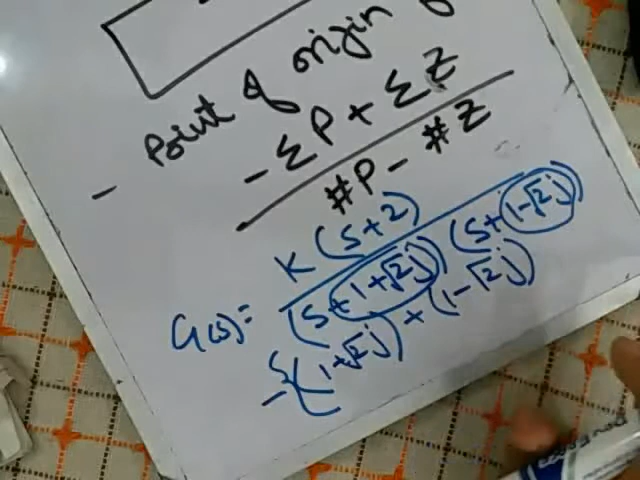 - Point of origin
- ΣP + ΣZ
#P - #Z
G(s) = K(s+2)
(s+1+√2j) (s+1-√2j)
-{(1+√2j) + (1-√2j)